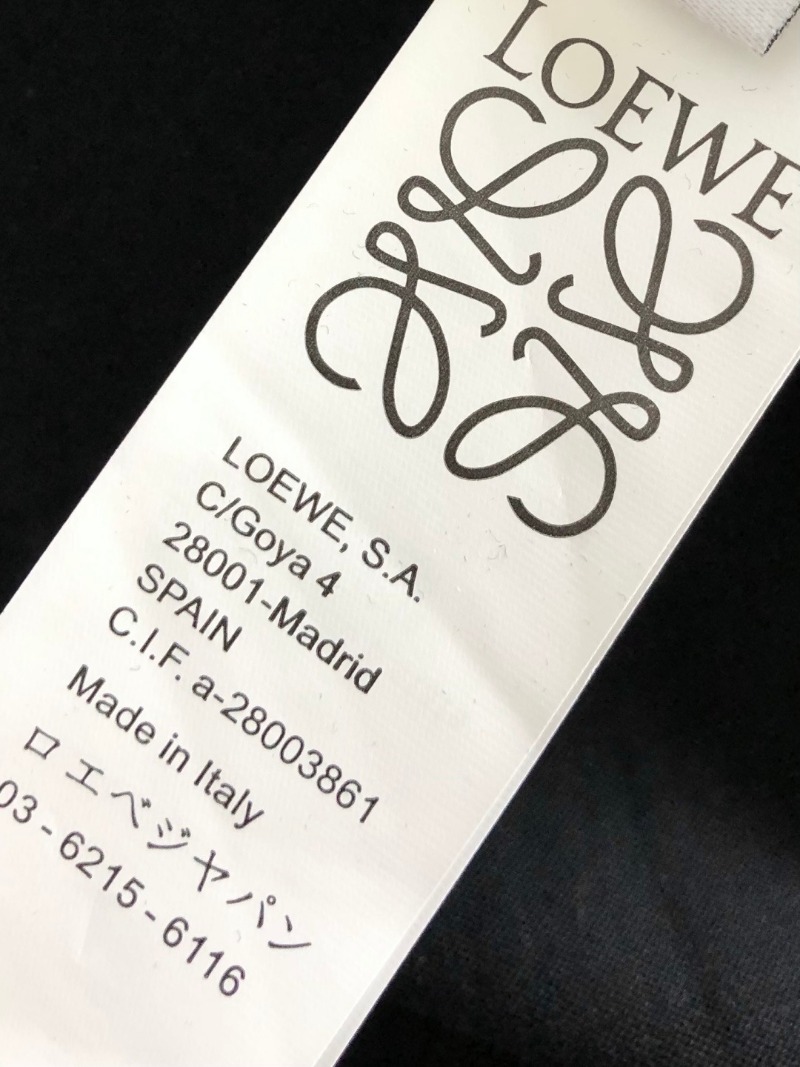 LOEWE
LOEWE, S.A.
C/Goya 4
28001-Madrid
SPAIN
C.I.F. a-28003861
Made in Italy
ロエベジヤパン
03-6215-6116